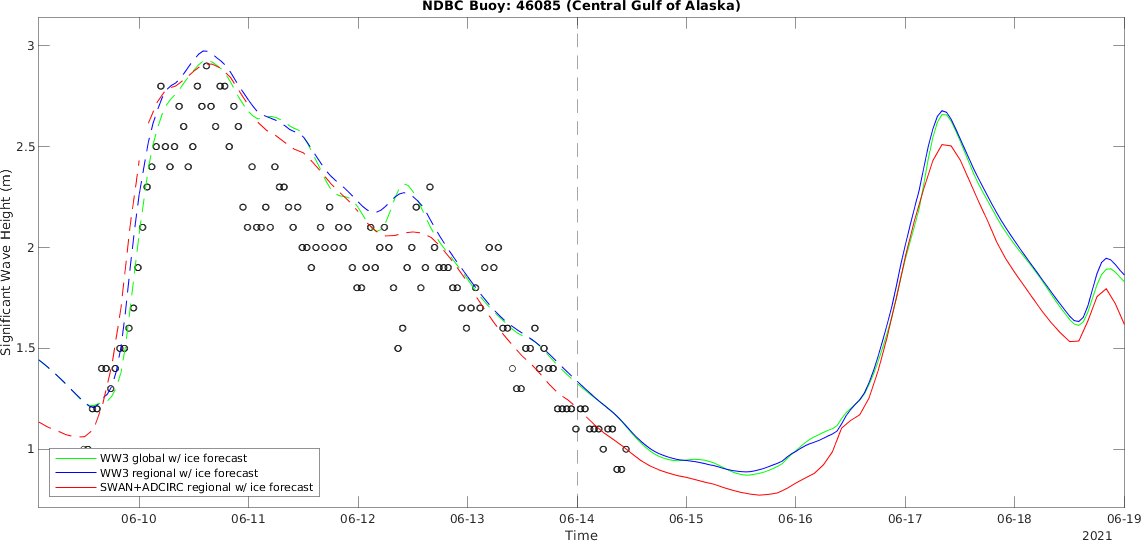 NDBC Buoy: 46085 (Central Gulf of Alaska)
3
2.5
2
1.5
1
Significant Wave Height (m)
WW3 global w/ ice forecast
WW3 regional w/ ice forecast
SWAN+ADCIRC regional w/ ice forecast
06-10 06-11 06-12 06-13 06-14 06-15 06-16 06-17 06-18 06-19
Time
2021